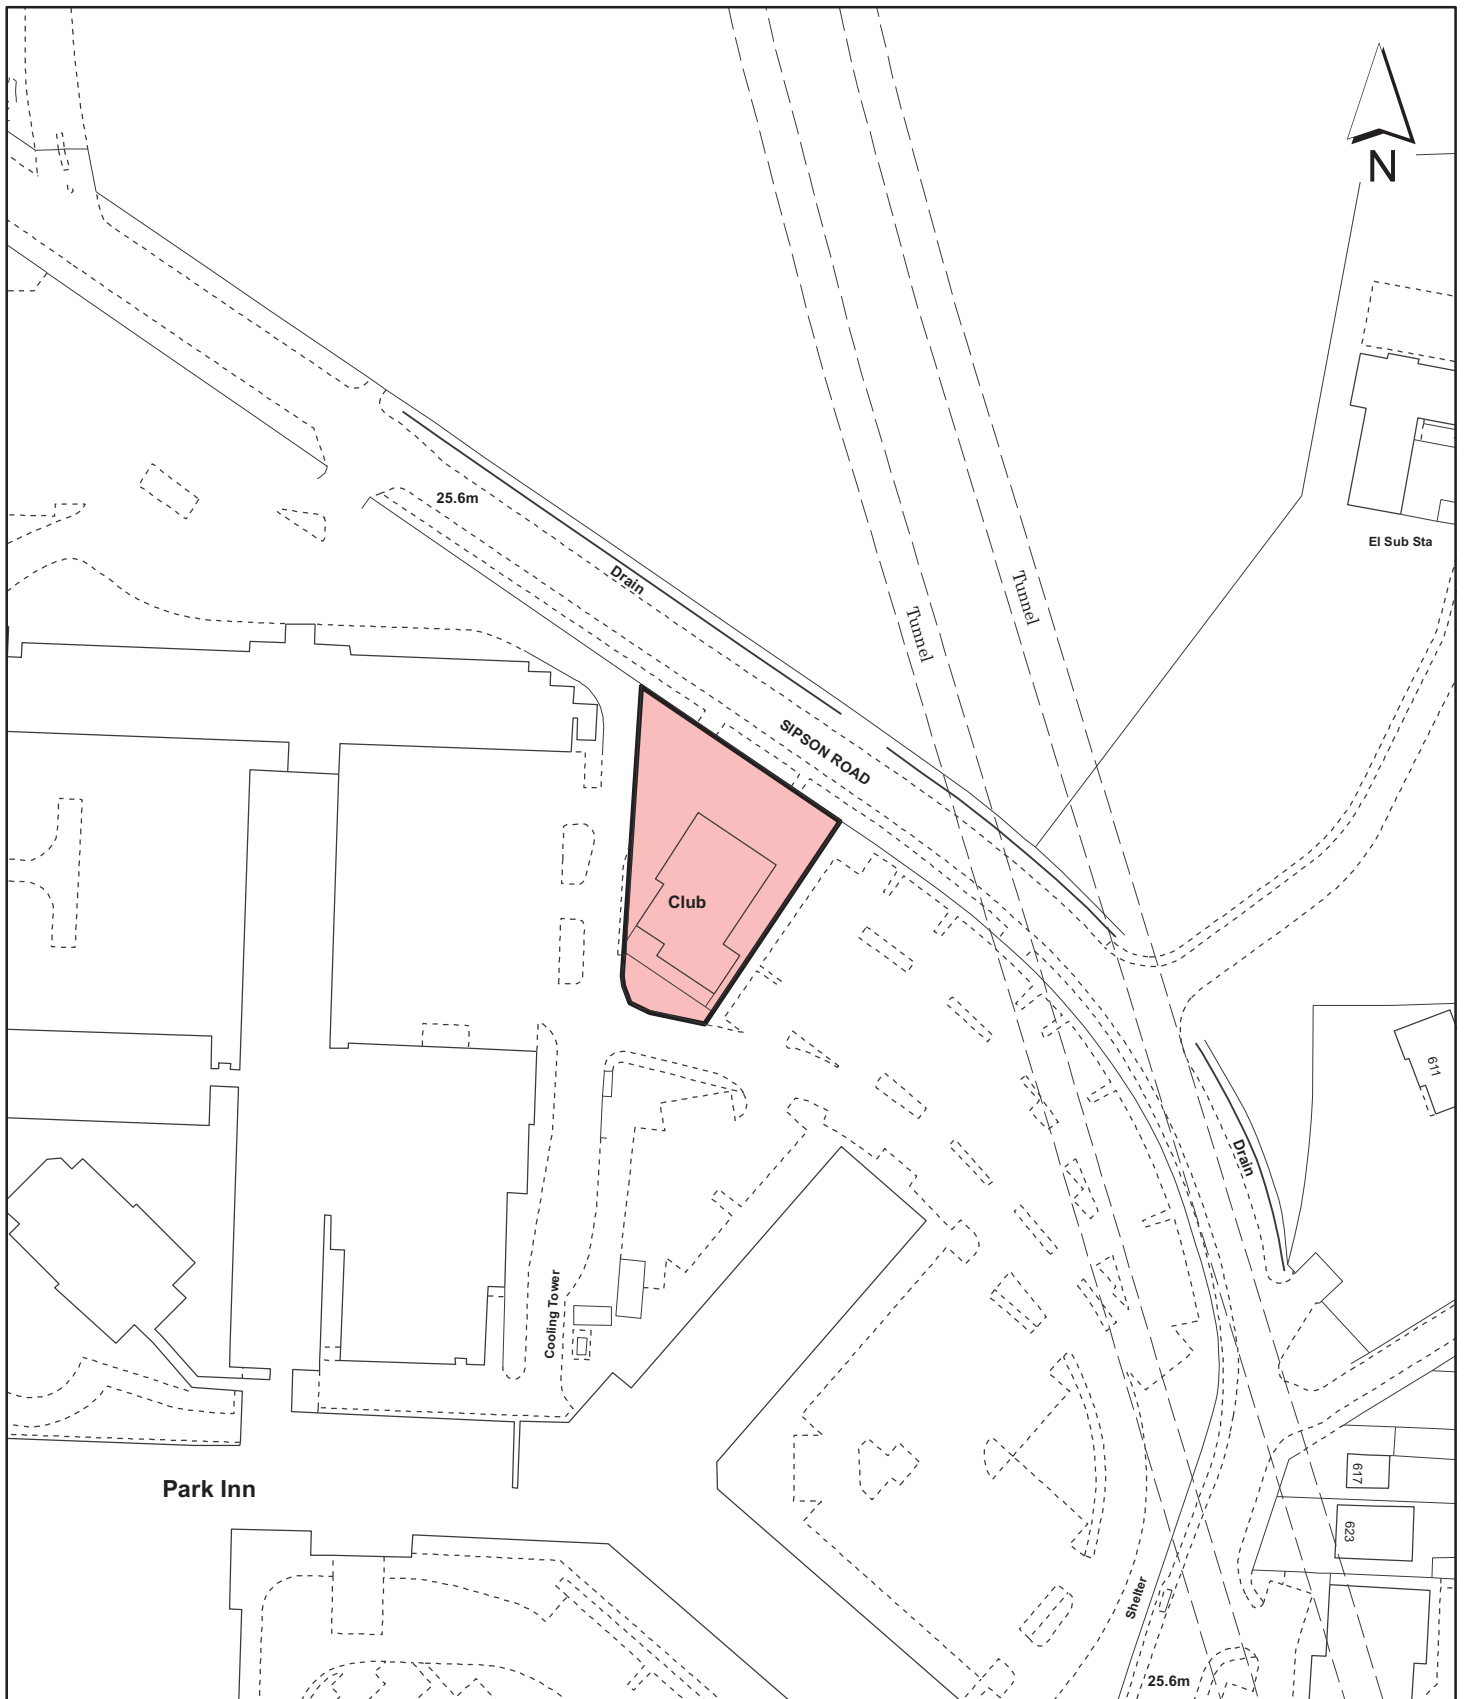 N
25.6m
El Sub Sta
Drain
Tunnel
Tunnel
SIPSON ROAD
Club
611
Drain
Cooling Tower
Park Inn
617
623
Shelter
25.6m